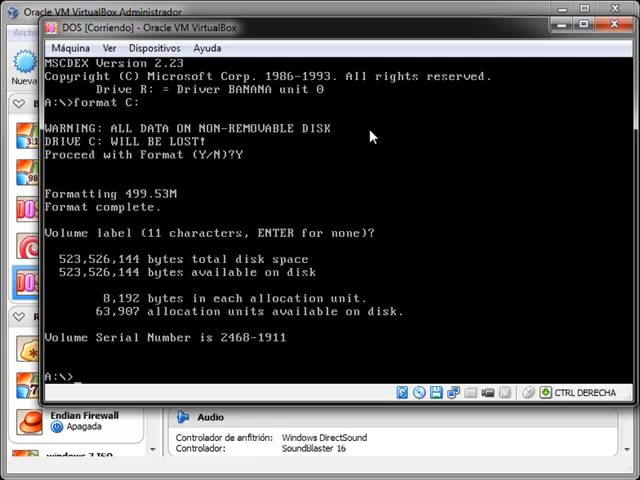 Oracle VM VirtualBox Administrador
DOS [Corriendo] - Oracle VM VirtualBox
Máquina Ver Dispositivos Ayuda
MSCDEX Version 2.23
Copyright (C) Microsoft Corp. 1986-1993. All rights reserved.
Drive R: = Driver BANANA unit 0
A:\>format C:
WARNING: ALL DATA ON NON-REMOVABLE DISK
DRIVE C: WILL BE LOST!
Proceed with Format (Y/N)?Y
Formatting 499.53M
Format complete.
Volume label (11 characters, ENTER for none)?
523,526,144 bytes total disk space
523,526,144 bytes available on disk
8,192 bytes in each allocation unit.
63,907 allocation units available on disk.
Volume Serial Number is 2468-1911
A:\>_
CTRL DERECHA
Nueva
Endian Firewall
Apagada
Audio
Controlador de anfitrión: Windows DirectSound
Controlador: SoundBlaster 16